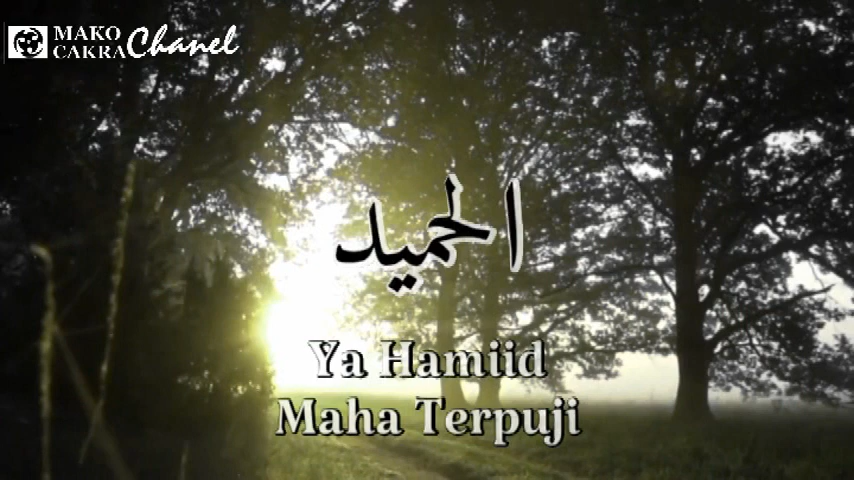 MAKO
CAKRA Chanel
الحميد
Ya Hamiid
Maha Terpuji